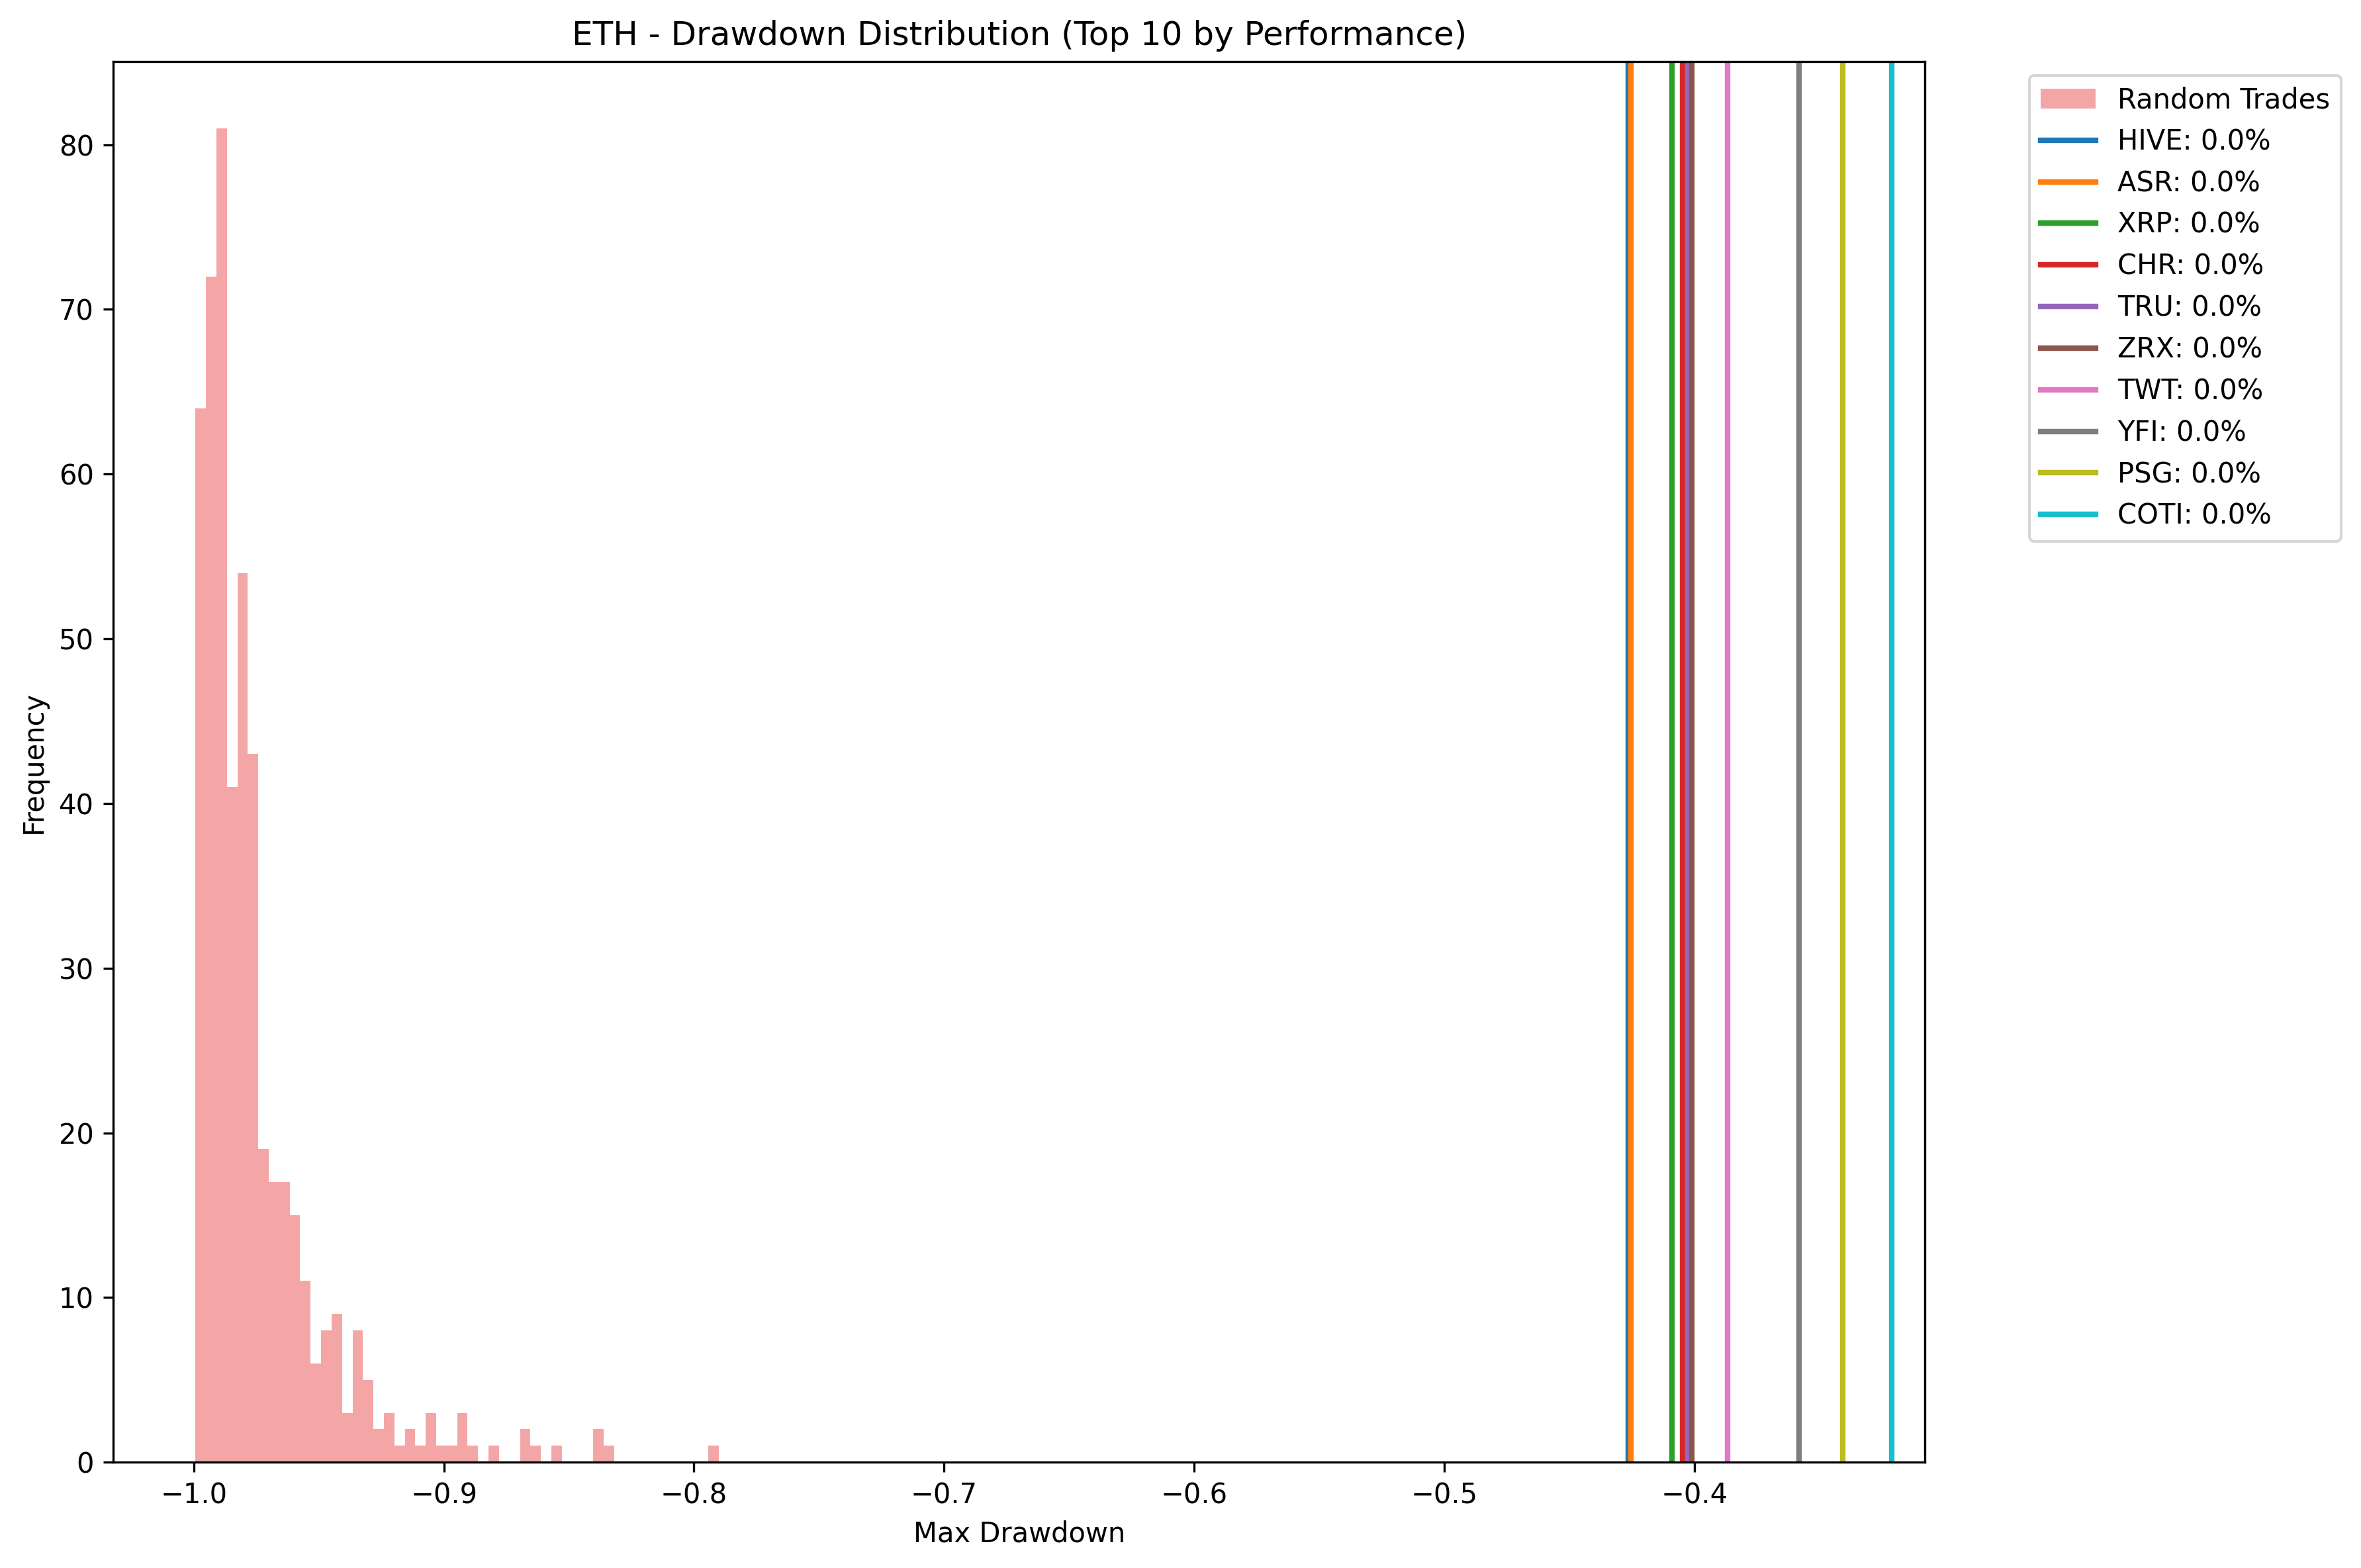 ETH - Drawdown Distribution (Top 10 by Performance)
Frequency
80
70
60
50
40
30
20
10
0
−1.0
−0.9
−0.8
−0.7
−0.6
−0.5
−0.4
Max Drawdown
Random Trades
HIVE: 0.0%
ASR: 0.0%
XRP: 0.0%
CHR: 0.0%
TRU: 0.0%
ZRX: 0.0%
TWT: 0.0%
YFI: 0.0%
PSG: 0.0%
COTI: 0.0%